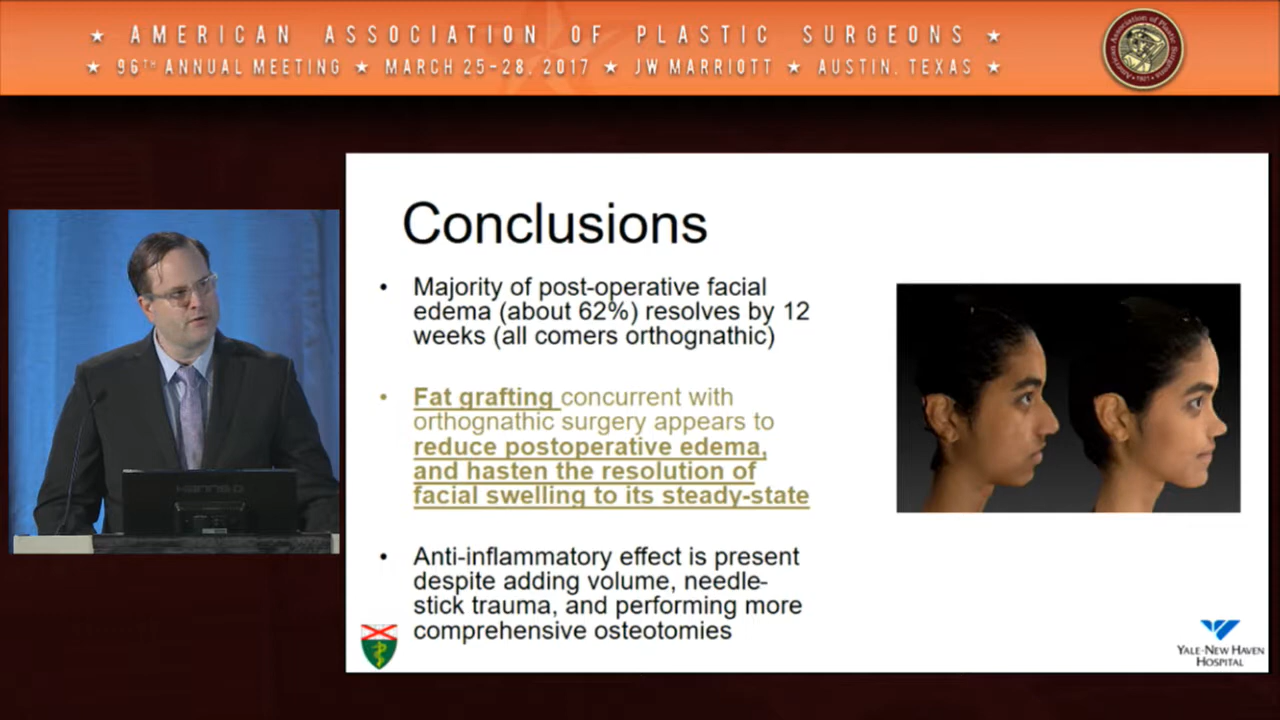 ★ AMERICAN ASSOCIATION OF PLASTIC SURGEONS ★
★ 96TH ANNUAL MEETING ★ MARCH 25-28, 2017 ★ JW MARRIOTT ★ AUSTIN, TEXAS ★
Conclusions
• Majority of post-operative facial
edema (about 62%) resolves by 12
weeks (all comers orthognathic)
• Fat grafting concurrent with
orthognathic surgery appears to
reduce postoperative edema,
and hasten the resolution of
facial swelling to its steady-state
• Anti-inflammatory effect is present
despite adding volume, needle-
stick trauma, and performing more
comprehensive osteotomies
YALE-NEW HAVEN
HOSPITAL